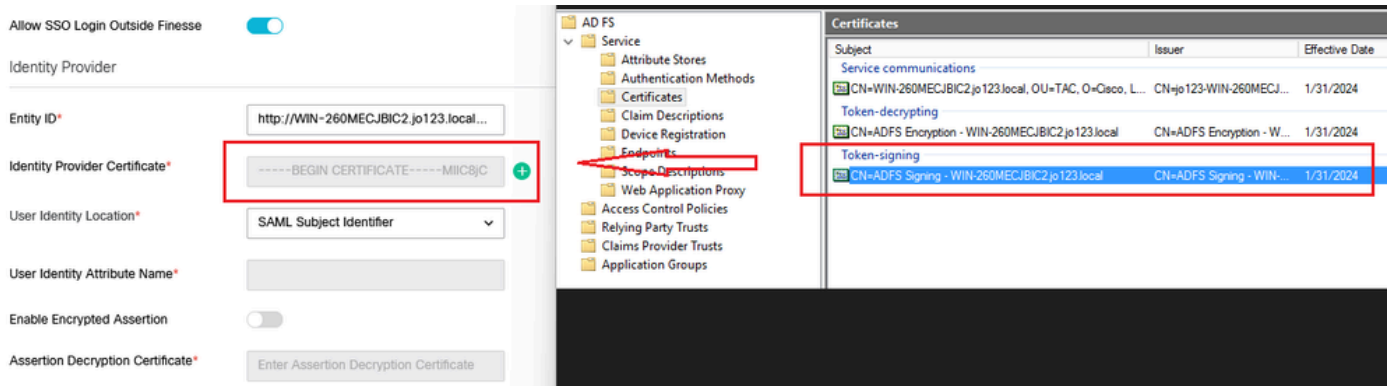 Allow SSO Login Outside Finesse
Identity Provider
Entity ID*
http://WIN-260MECJBIC2.jo123.local...
Identity Provider Certificate*
-----BEGIN CERTIFICATE-----MIIC8jC
User Identity Location*
SAML Subject Identifier
User Identity Attribute Name*
Enable Encrypted Assertion
Assertion Decryption Certificate*
Enter Assertion Decryption Certificate
AD FS
Service
Attribute Stores
Authentication Methods
Certificates
Claim Descriptions
Device Registration
Endpoints
Scope Descriptions
Web Application Proxy
Access Control Policies
Relying Party Trusts
Claims Provider Trusts
Application Groups
Certificates
Subject Issuer Effective Date
Service communications
CN=WIN-260MECJBIC2.jo123.local, OU=TAC, O=Cisco, L... CN=jo123-WIN-260MECJ... 1/31/2024
Token-decrypting
CN=ADFS Encryption - WIN-260MECJBIC2.jo123.local CN=ADFS Encryption - W... 1/31/2024
Token-signing
CN=ADFS Signing - WIN-260MECJBIC2.jo123.local CN=ADFS Signing - WIN-... 1/31/2024